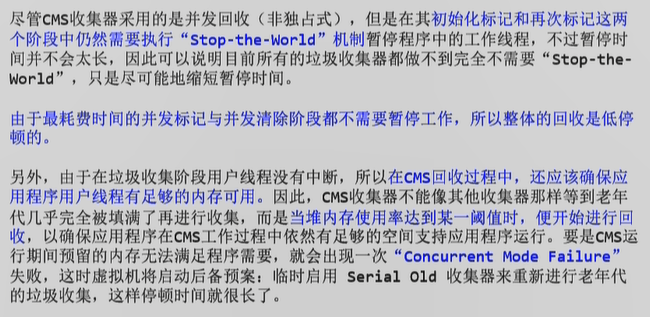 尽管CMS收集器采用的是并发回收（非独占式），但是在其初始化标记和再次标记这两
个阶段中仍然需要执行“Stop-the-World”机制暂停程序中的工作线程，不过暂停时
间并不会太长，因此可以说明目前所有的垃圾收集器都做不到完全不需要“Stop-the-
World”，只是尽可能地缩短暂停时间。
由于最耗费时间的并发标记与并发清除阶段都不需要暂停工作，所以整体的回收是低停
顿的。
另外，由于在垃圾收集阶段用户线程没有中断，所以在CMS回收过程中，还应该确保应
用程序用户线程有足够的内存可用。因此，CMS收集器不能像其他收集器那样等到老年
代几乎完全被填满了再进行收集，而是当堆内存使用率达到某一阈值时，便开始进行回
收，以确保应用程序在CMS工作过程中依然有足够的空间支持应用程序运行。要是CMS运
行期间预留的内存无法满足程序需要，就会出现一次“Concurrent Mode Failure”
失败，这时虚拟机将启动后备预案：临时启用 Serial Old 收集器来重新进行老年代
的垃圾收集，这样停顿时间就很长了。